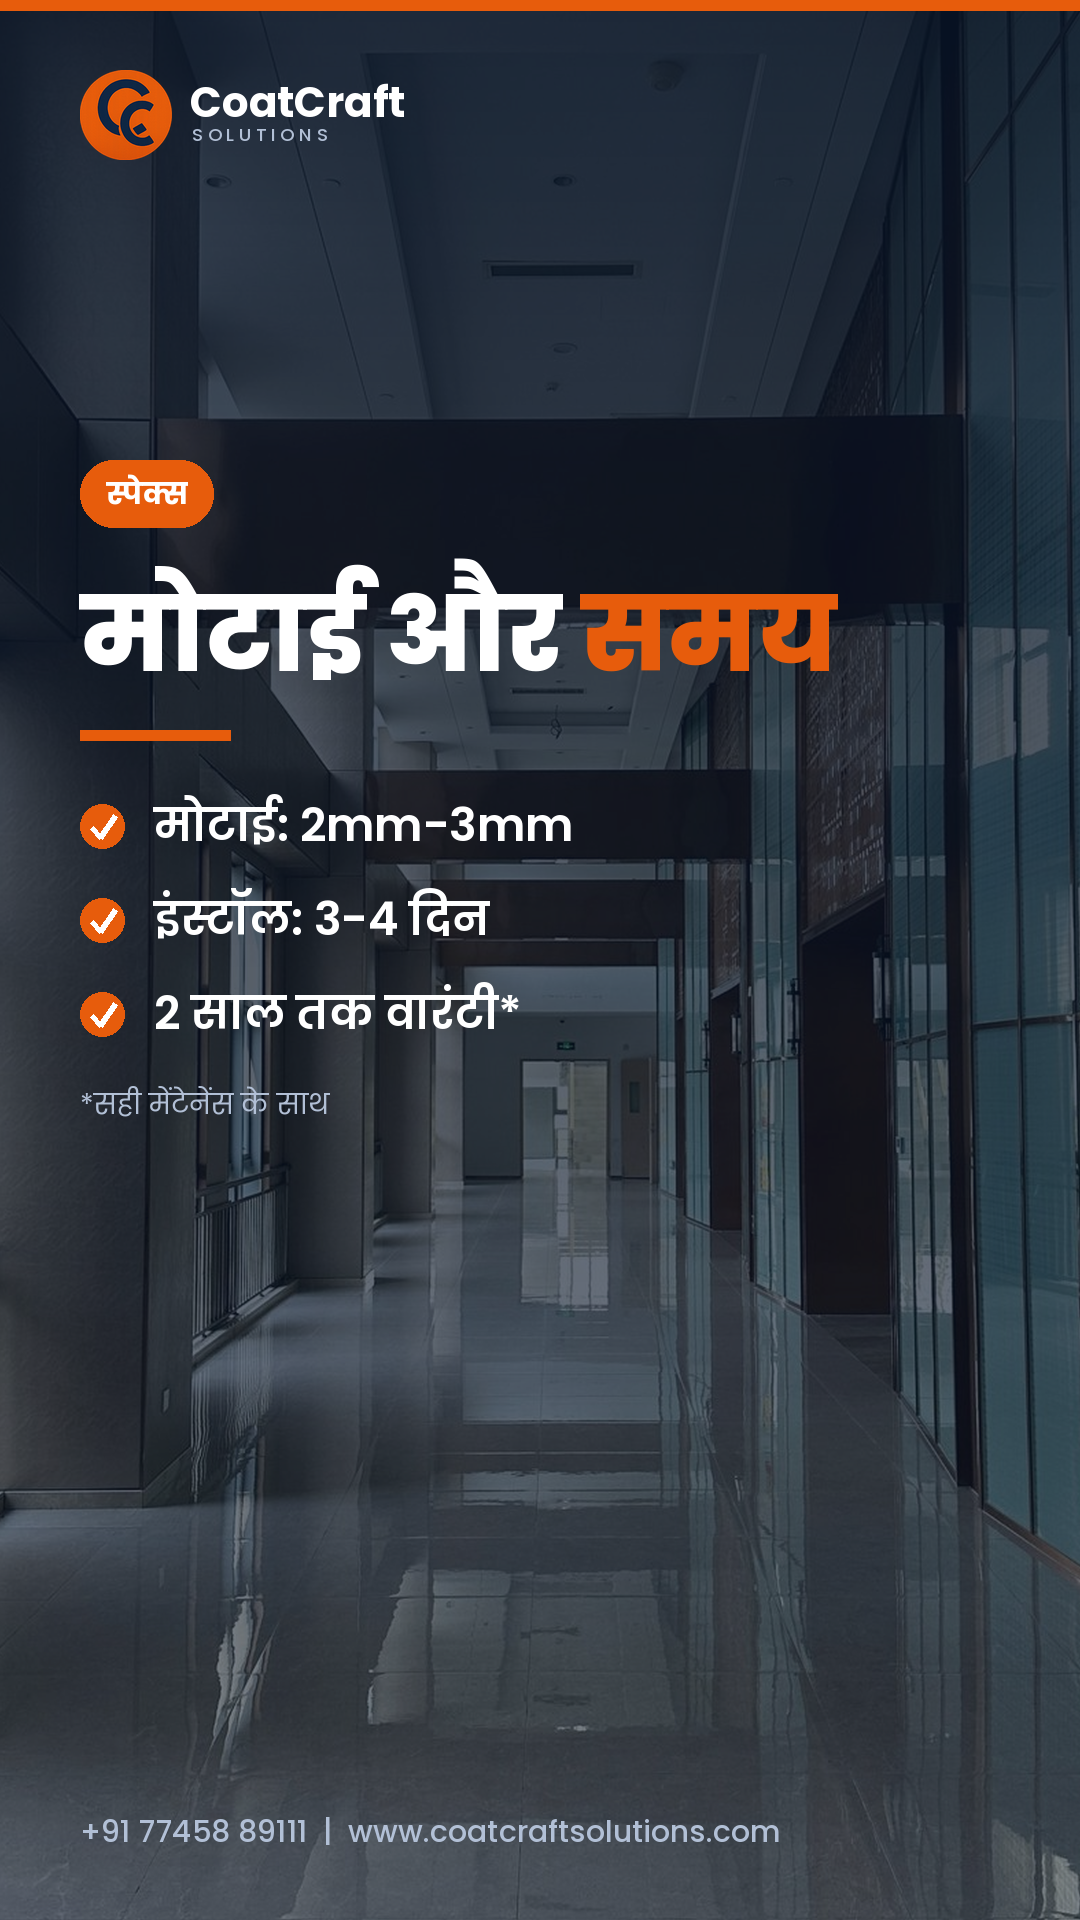 CoatCraft
SOLUTIONS
स्पेक्स
मोटाई और समय
मोटाई: 2mm-3mm
इंस्टॉल: 3-4 दिन
2 साल तक वारंटी*
*सही मेंटेनेंस के साथ
+91 77458 89111 | www.coatcraftsolutions.com